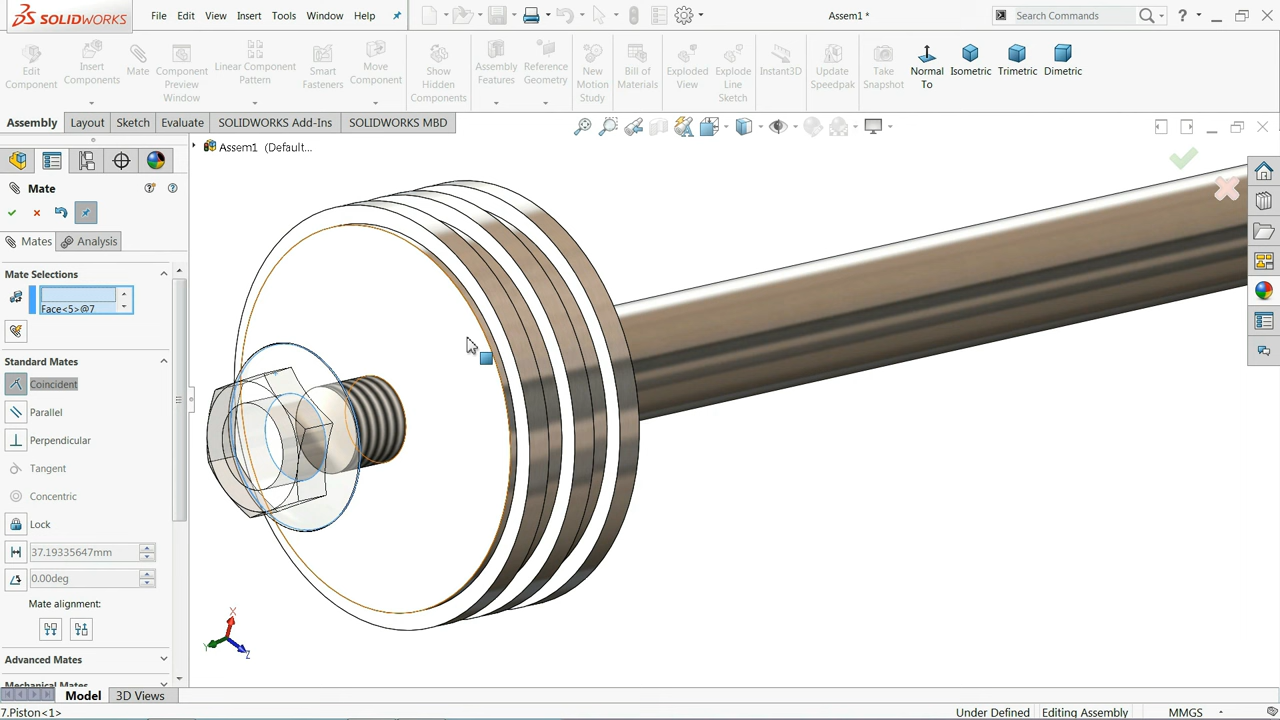 SOLIDWORKS File Edit View Insert Tools Window Help Assem1 * Search Commands ?
Edit Component
Insert Components
Mate
Component Preview Window
Linear Component Pattern
Smart Fasteners
Move Component
Show Hidden Components
Assembly Features
Reference Geometry
New Motion Study
Bill of Materials
Exploded View
Explode Line Sketch
Instant3D
Update Speedpak
Take Snapshot
Normal To
Isometric
Trimetric
Dimetric
Assembly Layout Sketch Evaluate SOLIDWORKS Add-Ins SOLIDWORKS MBD
Assem1 (Default...
Mate
Mates Analysis
Mate Selections
Face<5>@7
Standard Mates
Coincident
Parallel
Perpendicular
Tangent
Concentric
Lock
37.19335647mm
0.00deg
Mate alignment:
Advanced Mates
Mechanical Mates
X
Y
Z
Model 3D Views
7.Piston<1> Under Defined Editing Assembly MMGS